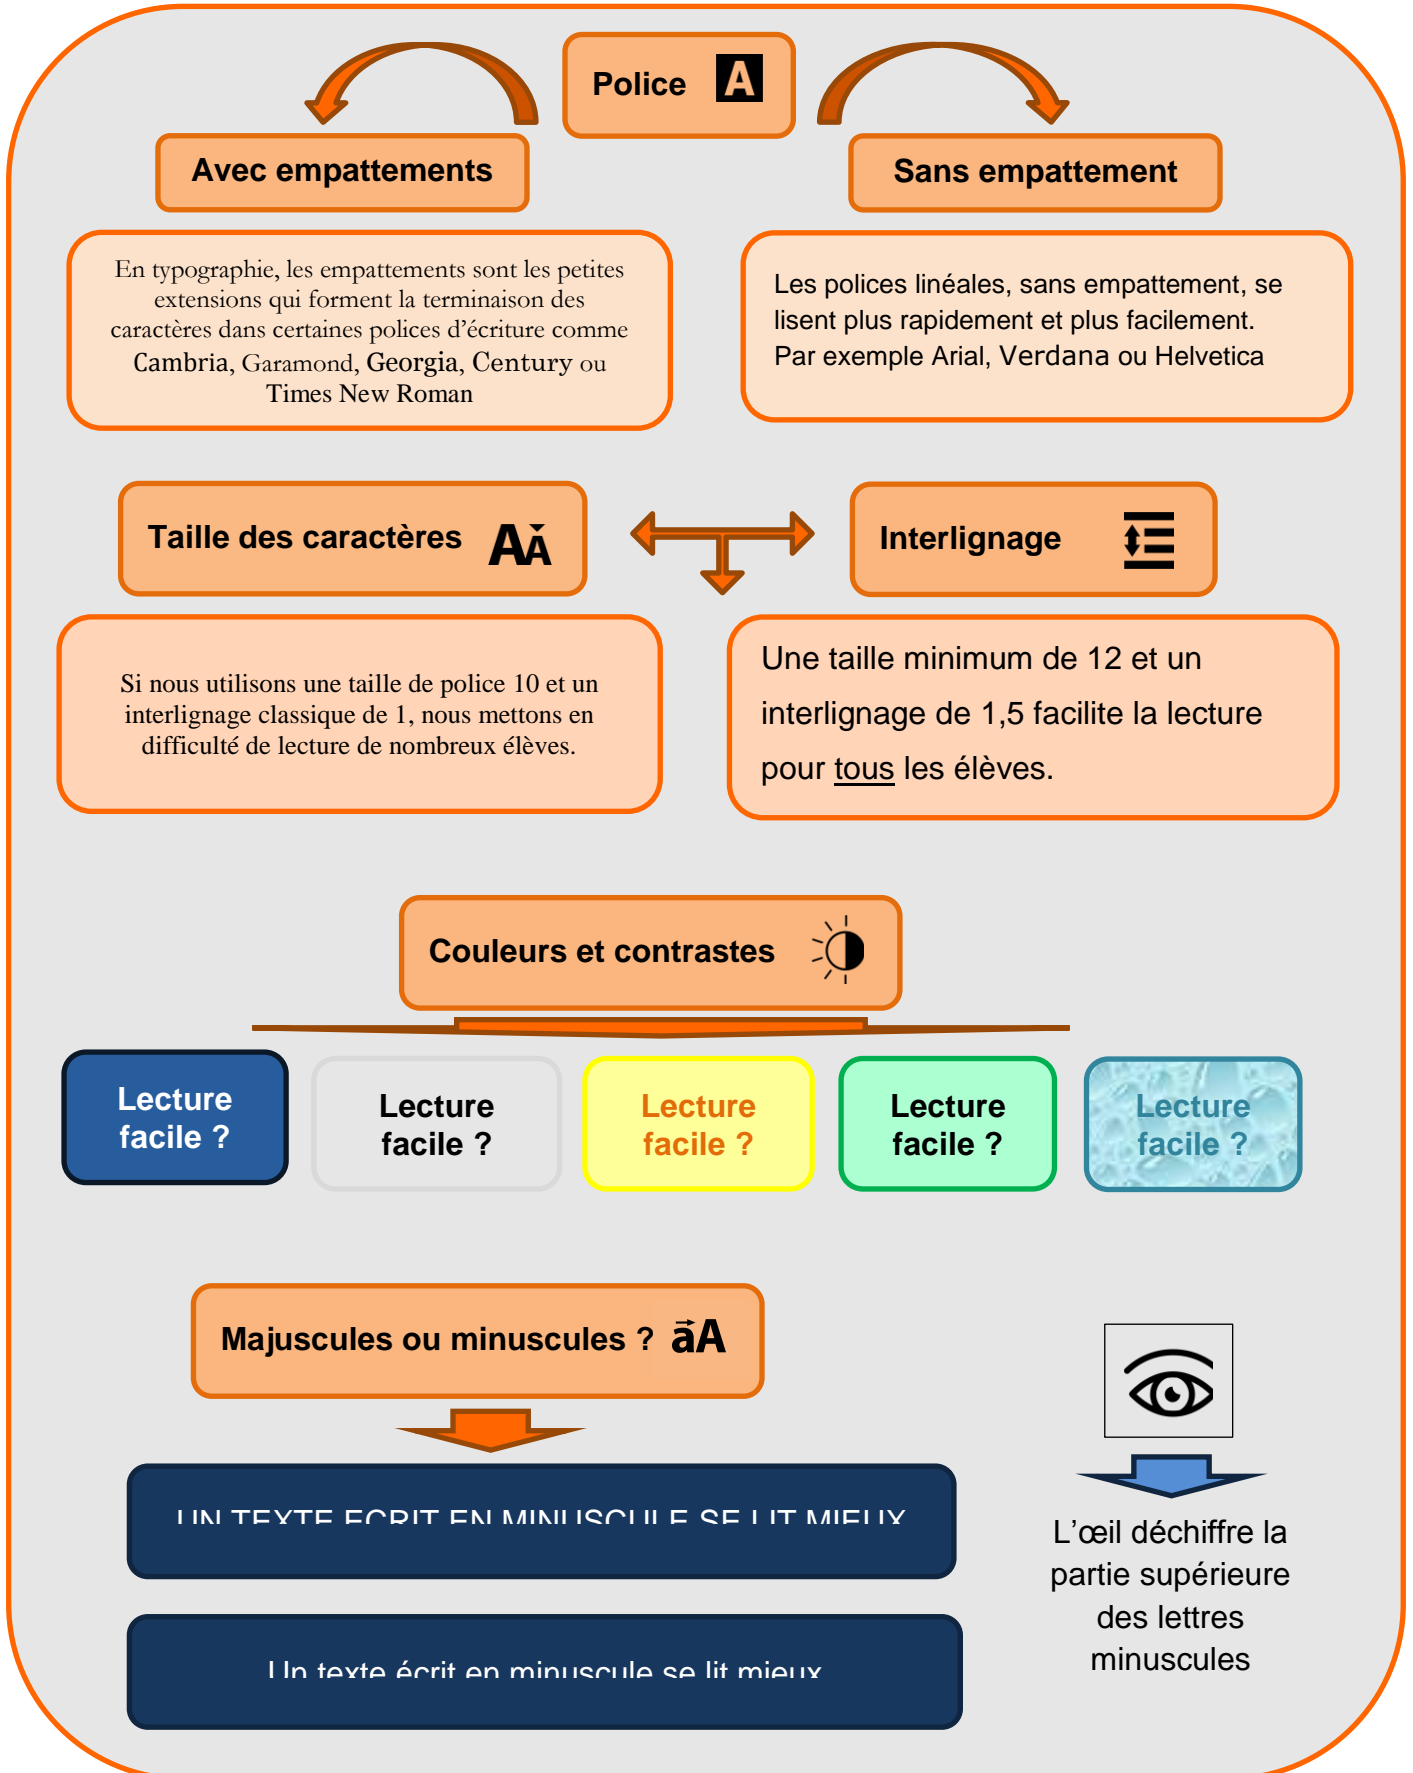 Police
Avec empattements
Sans empattement
En typographie, les empattements sont les petites
extensions qui forment la terminaison des
caractères dans certaines polices d’écriture comme
Cambria, Garamond, Georgia, Century ou
Times New Roman
Les polices linéales, sans empattement, se
lisent plus rapidement et plus facilement.
Par exemple Arial, Verdana ou Helvetica
Taille des caractères
Interlignage
Si nous utilisons une taille de police 10 et un
interlignage classique de 1, nous mettons en
difficulté de lecture de nombreux élèves.
Une taille minimum de 12 et un
interlignage de 1,5 facilite la lecture
pour tous les élèves.
Couleurs et contrastes
Lecture
facile ?
Lecture
facile ?
Lecture
facile ?
Lecture
facile ?
Lecture
facile ?
Majuscules ou minuscules ?
UN TEXTE ECRIT EN MINUSCULE SE LIT MIEUX
Un texte écrit en minuscule se lit mieux
L’œil déchiffre la
partie supérieure
des lettres
minuscules